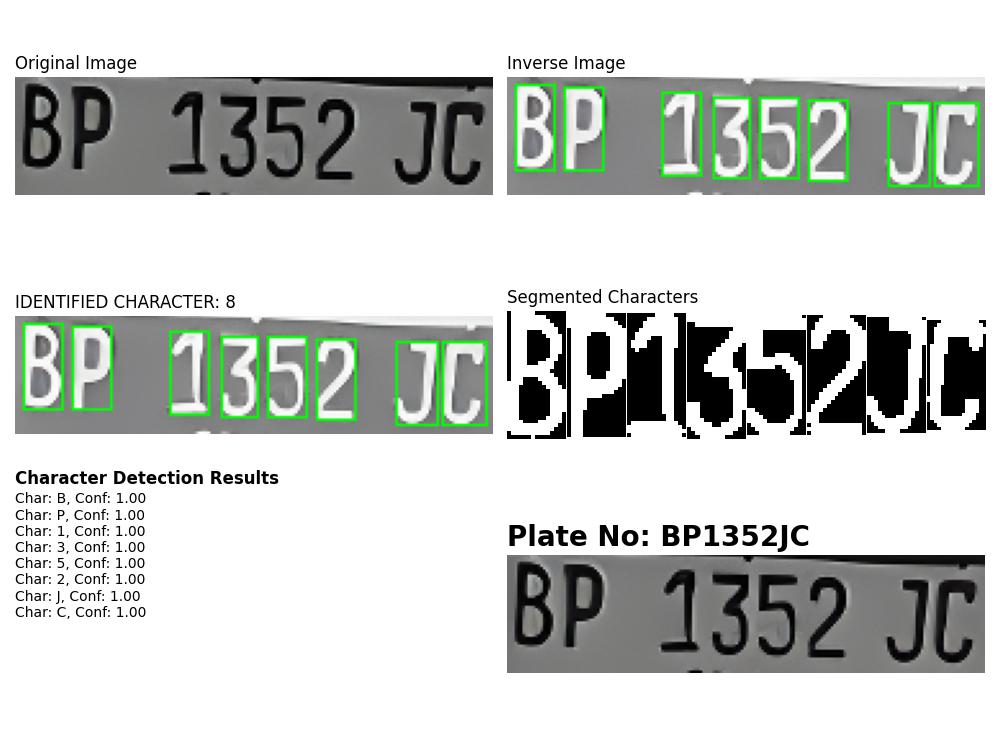 Original Image
BP 1352 JC
Inverse Image
BP 1352 JC
IDENTIFIED CHARACTER: 8
BP 1352 JC
Segmented Characters
BP1352JC
Character Detection Results
Char: B, Conf: 1.00
Char: P, Conf: 1.00
Char: 1, Conf: 1.00
Char: 3, Conf: 1.00
Char: 5, Conf: 1.00
Char: 2, Conf: 1.00
Char: J, Conf: 1.00
Char: C, Conf: 1.00
Plate No: BP1352JC
BP 1352 JC